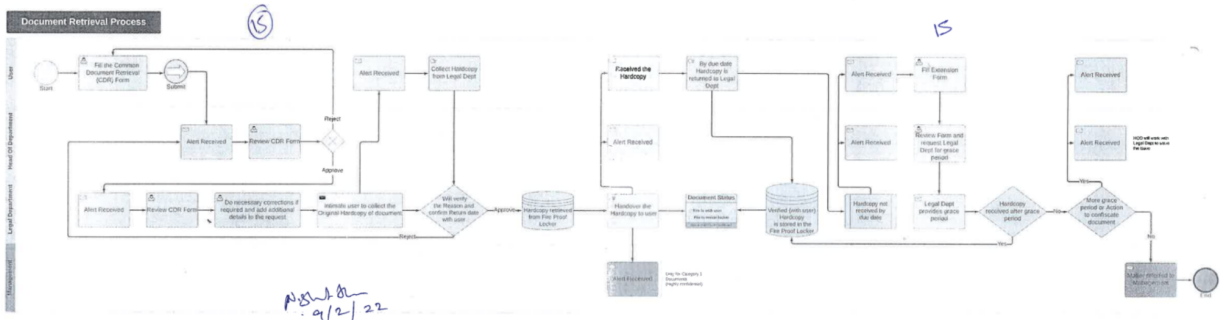 Document Retrieval Process
15
15
User
Head Of Department
Legal Department
Management
Start
Fill the Common
Document Retrieval
(CDR) Form
Submit
Alert Received
Collect Hardcopy
from Legal Dept
Alert Received
Review CDR Form
Reject
Approve
Alert Received
Review CDR Form
Do necessary corrections if
required and add additional
details to the request
Intimate user to collect the
Original Hardcopy of document
Will verify
the Reason and
confirm Return date
with user
Reject
Approve
Hardcopy retrieved
from Fire Proof
Locker
Received the
Hardcopy
Alert Received
Handover the
Hardcopy to user
Alert Received
Only for Category 1
Documents
(Highly confidential)
By due date
Hardcopy is
returned to Legal
Dept
Document Status
Verified (with user)
Hardcopy
is stored in the
Fire Proof Locker
Alert Received
Fill Extension
Form
Alert Received
Review Form and
request Legal
Dept for grace
period
Hardcopy not
received by
due date
Legal Dept
provides grace
period
Hardcopy
received after grace
period
Yes
No
Alert Received
Alert Received
HOD will work with
Legal Dept to solve
the issue
Yes
More grace
period or Action
to confiscate
document
No
Matter referred to
Management
End
9/2/22